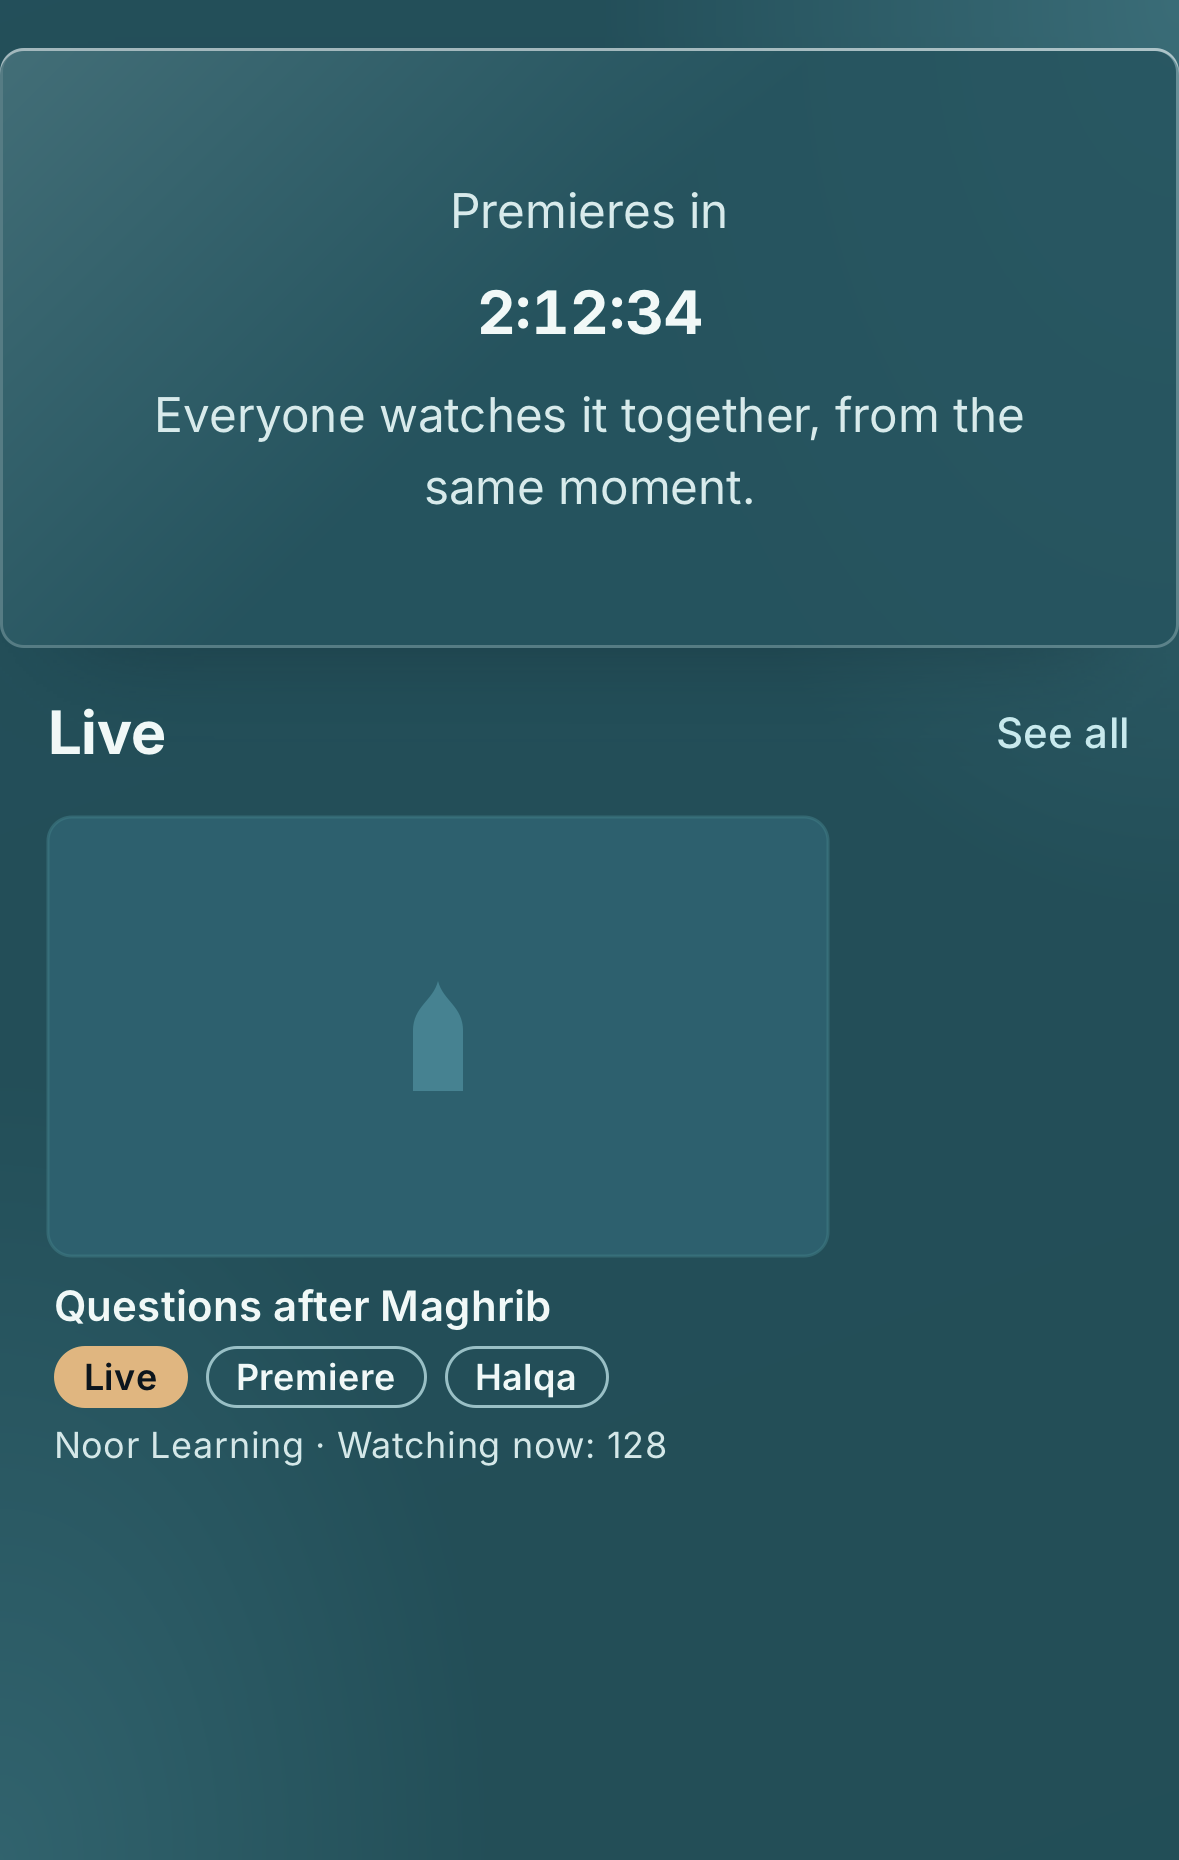 Premieres in
2:12:34
Everyone watches it together, from the
same moment.
Live
See all
Questions after Maghrib
Live
Premiere
Halqa
Noor Learning · Watching now: 128